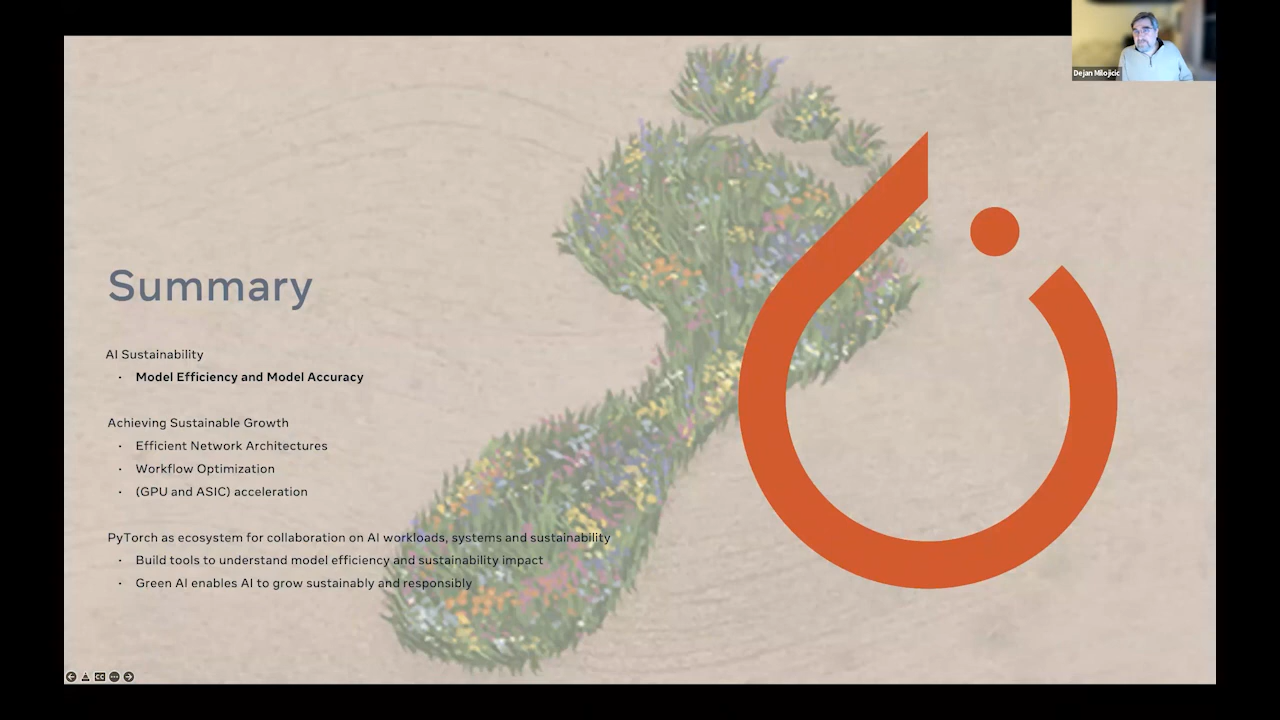 Dejan Milojicic
Summary
AI Sustainability
• Model Efficiency and Model Accuracy
Achieving Sustainable Growth
• Efficient Network Architectures
• Workflow Optimization
• (GPU and ASIC) acceleration
PyTorch as ecosystem for collaboration on AI workloads, systems and sustainability
• Build tools to understand model efficiency and sustainability impact
• Green AI enables AI to grow sustainably and responsibly
CC